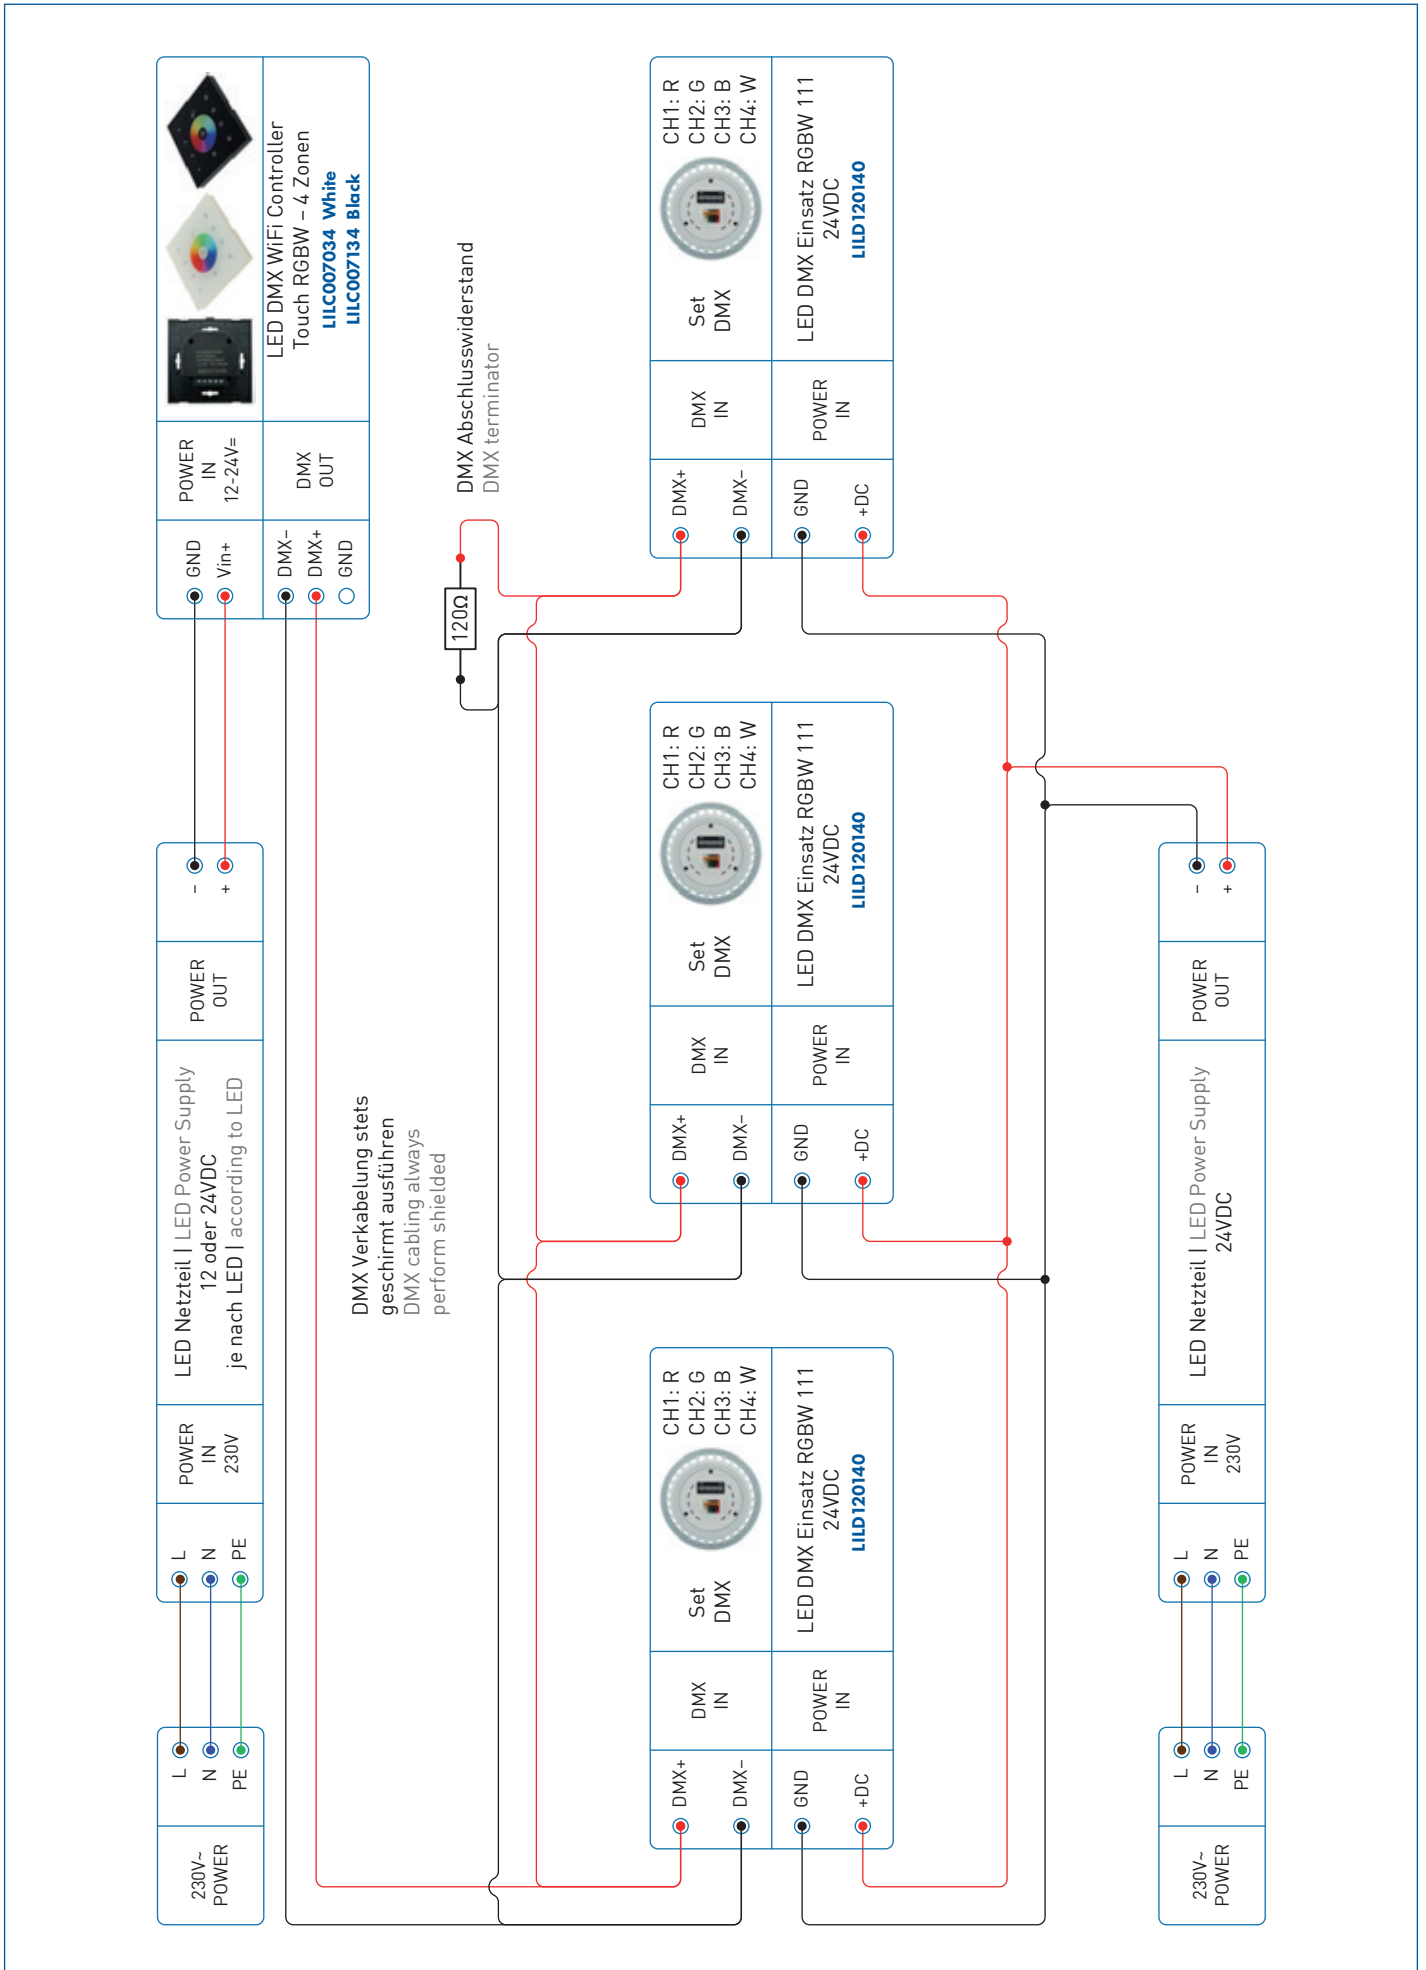 230V~
POWER
L
N
PE
L
N
PE
POWER
IN
230V
LED Netzteil | LED Power Supply
12 oder 24VDC
je nach LED | according to LED
POWER
OUT
–
+
GND
Vin+
POWER
IN
12-24V=
DMX–
DMX+
GND
DMX
OUT
LED DMX WiFi Controller
Touch RGBW – 4 Zonen
LILC007034 White
LILC007134 Black
DMX Verkabelung stets
geschirmt ausführen
DMX cabling always
perform shielded
120Ω
DMX Abschlusswiderstand
DMX terminator
DMX+
DMX–
DMX
IN
Set
DMX
CH1: R
CH2: G
CH3: B
CH4: W
GND
+DC
POWER
IN
LED DMX Einsatz RGBW 111
24VDC
LILD120140
DMX+
DMX–
DMX
IN
Set
DMX
CH1: R
CH2: G
CH3: B
CH4: W
GND
+DC
POWER
IN
LED DMX Einsatz RGBW 111
24VDC
LILD120140
DMX+
DMX–
DMX
IN
Set
DMX
CH1: R
CH2: G
CH3: B
CH4: W
GND
+DC
POWER
IN
LED DMX Einsatz RGBW 111
24VDC
LILD120140
230V~
POWER
L
N
PE
L
N
PE
POWER
IN
230V
LED Netzteil | LED Power Supply
24VDC
POWER
OUT
–
+